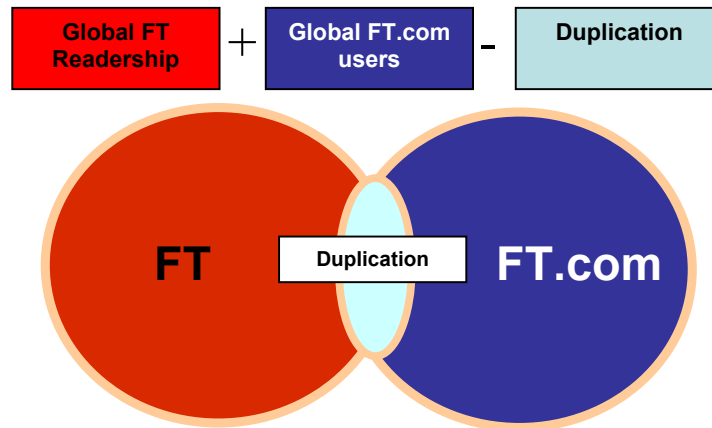 Global FT
Readership
+
Global FT.com
users
-
Duplication
FT
Duplication
FT.com